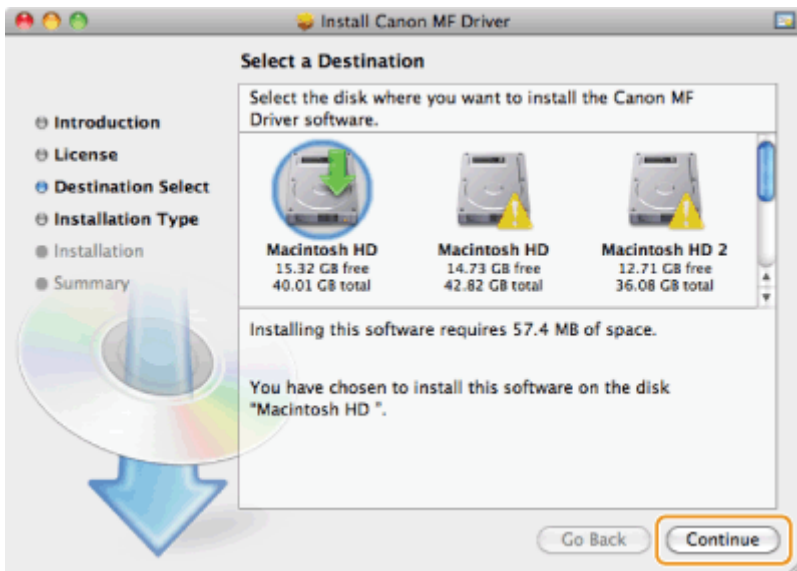 Install Canon MF Driver
Select a Destination
Introduction
License
Destination Select
Installation Type
Installation
Summary
Select the disk where you want to install the Canon MF
Driver software.
Macintosh HD
15.32 GB free
40.01 GB total
Macintosh HD
14.73 GB free
42.82 GB total
Macintosh HD 2
12.71 GB free
36.08 GB total
Installing this software requires 57.4 MB of space.
You have chosen to install this software on the disk
"Macintosh HD ".
Go Back
Continue